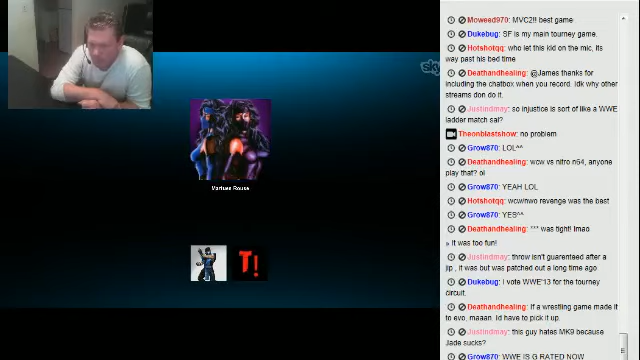 Moweed970: MVC2!! best game
Dukebug: SF is my main tourney game.
Hotshotqq: who let this kid on the mic, its
way past his bed time
Deathandhealing: @James thanks for
including the chatbox when you record. Idk why other
streams don do it.
Justindmay: so injustice is sort of like a WWE
ladder match sal?
Theonblastshow: no problem
Grow870: LOL^^
Deathandhealing: wcw vs nitro n64, anyone
play that? ol
Grow870: YEAH LOL
Hotshotqq: wcw/nwo revenge was the best
Grow870: YES^^
Deathandhealing: *** was tight! lmao
» It was too fun!
Justindmay: throw isn't guarenteed after a
jip , it was but was patched out a long time ago
Dukebug: I vote WWE'13 for the tourney
circuit.
Deathandhealing: If a wrestling game made it
to evo, maaan. Id have to pick it up.
Justindmay: this guy hates MK9 because
Jade sucks?
Grow870: WWE IS G RATED NOW
sky
Marlues Rouse
T!